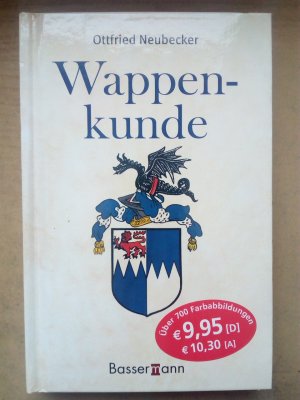 Ottfried Neubecker
Wappen-
kunde
Über 700 Farbabbildungen
€ 9,95 [D]
€ 10,30 [A]
Bassermann